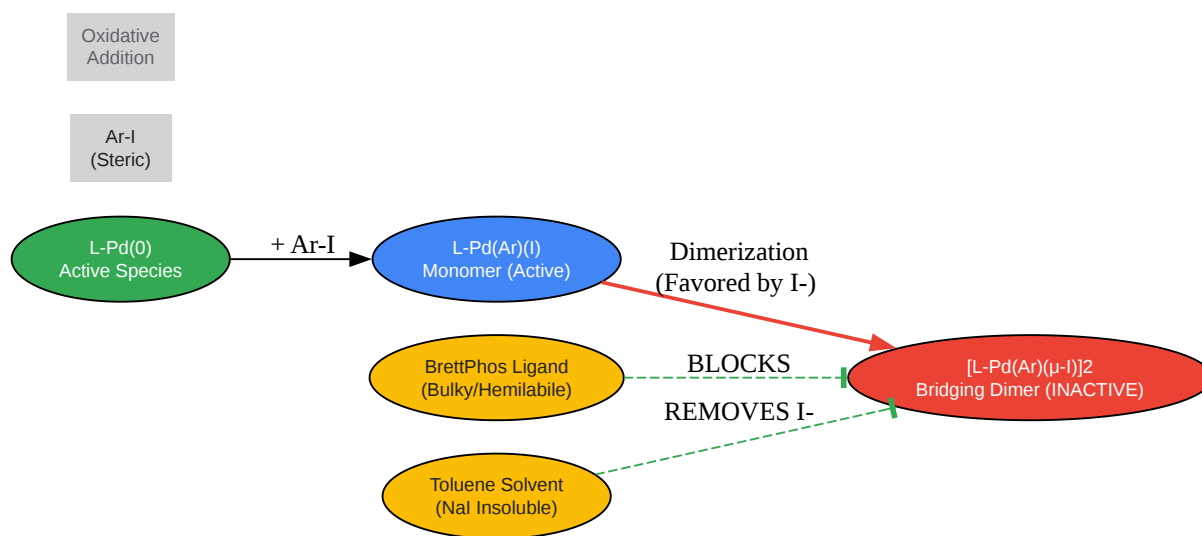 Oxidative
Addition
Ar-I
(Steric)
L-Pd(0)
Active Species
+ Ar-I
L-Pd(Ar)(I)
Monomer (Active)
Dimerization
(Favored by I-)
BrettPhos Ligand
(Bulky/Hemilabile)
BLOCKS
[L-Pd(Ar)(μ-I)]2
Bridging Dimer (INACTIVE)
REMOVES I-
Toluene Solvent
(NaI Insoluble)